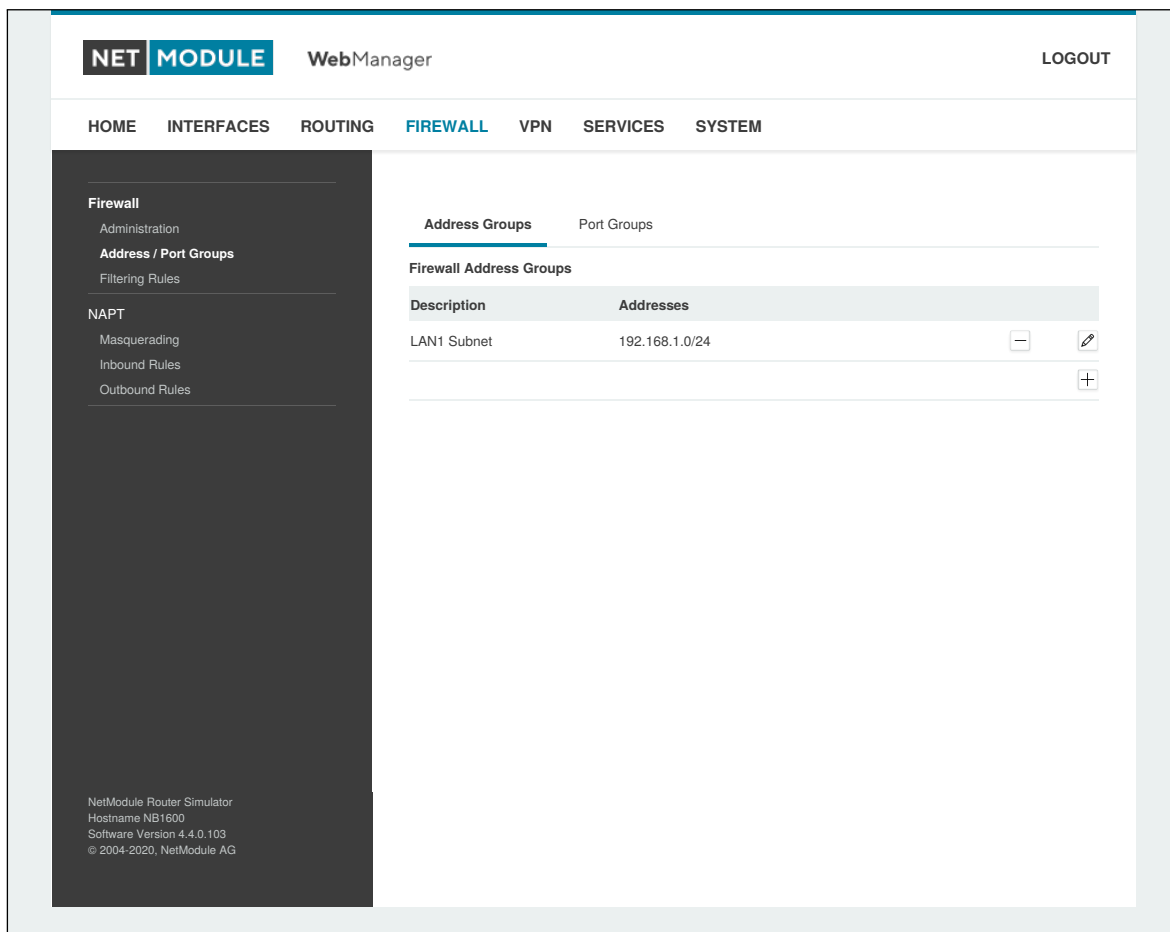 NET MODULE WebManager LOGOUT
HOME INTERFACES ROUTING FIREWALL VPN SERVICES SYSTEM
Firewall
Administration
Address / Port Groups
Filtering Rules
NAPT
Masquerading
Inbound Rules
Outbound Rules
NetModule Router Simulator
Hostname NB1600
Software Version 4.4.0.103
© 2004-2020, NetModule AG
Address Groups Port Groups
Firewall Address Groups
Description Addresses
LAN1 Subnet 192.168.1.0/24